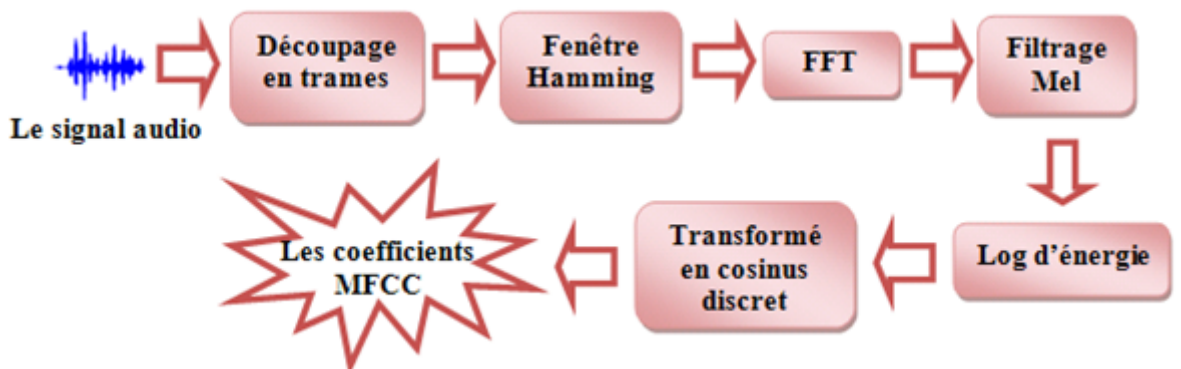 Le signal audio
Découpage
en trames
Fenêtre
Hamming
FFT
Filtrage
Mel
Log d’énergie
Transformé
en cosinus
discret
Les coefficients
MFCC